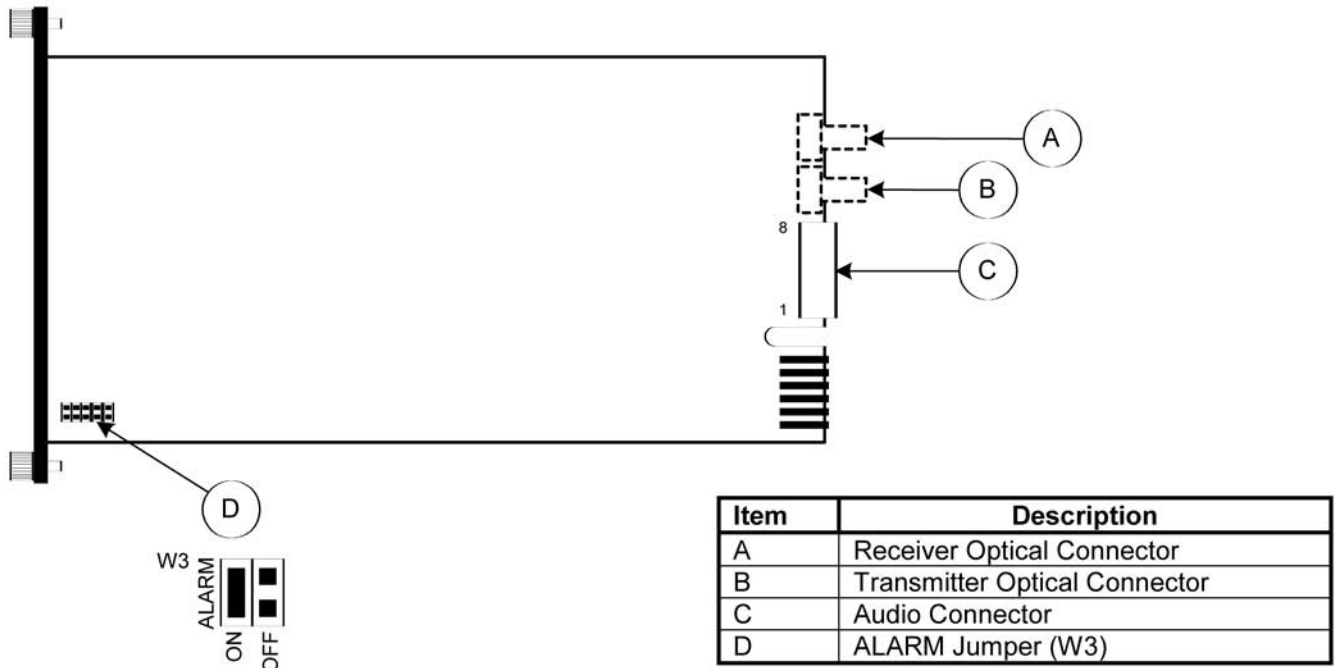 A
B
8
C
1
D
W3
ALARM
ON
OFF
Item Description
A Receiver Optical Connector
B Transmitter Optical Connector
C Audio Connector
D ALARM Jumper (W3)